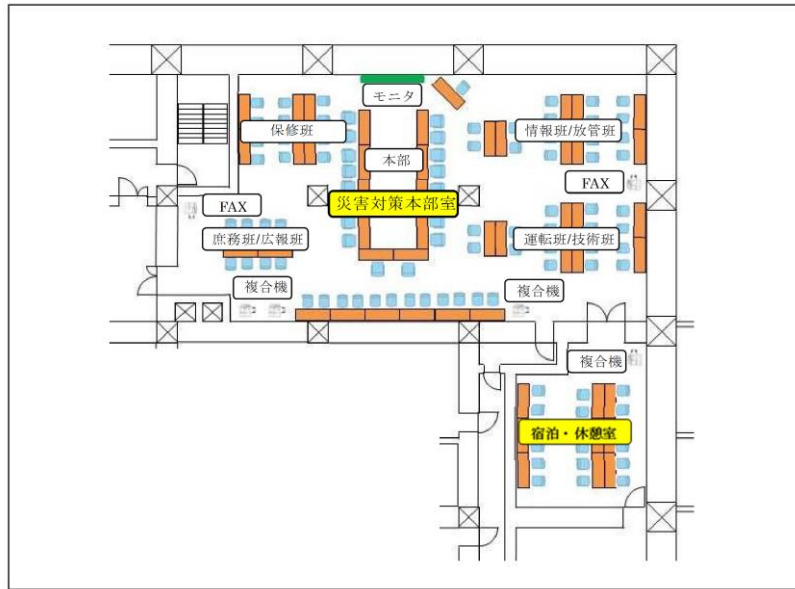 モニタ
保修班
情報班/放管班
本部
FAX
災害対策本部室
FAX
庶務班/広報班
運転班/技術班
複合機
複合機
複合機
宿泊・休憩室